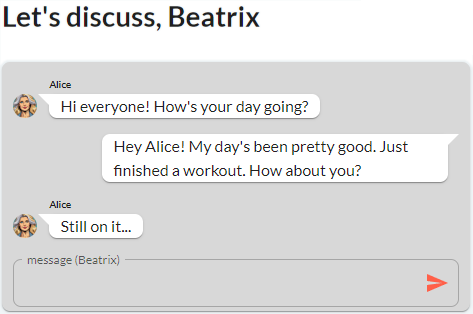 Let's discuss, Beatrix
Alice
Hi everyone! How's your day going?
Hey Alice! My day's been pretty good. Just
finished a workout. How about you?
Alice
Still on it...
message (Beatrix)